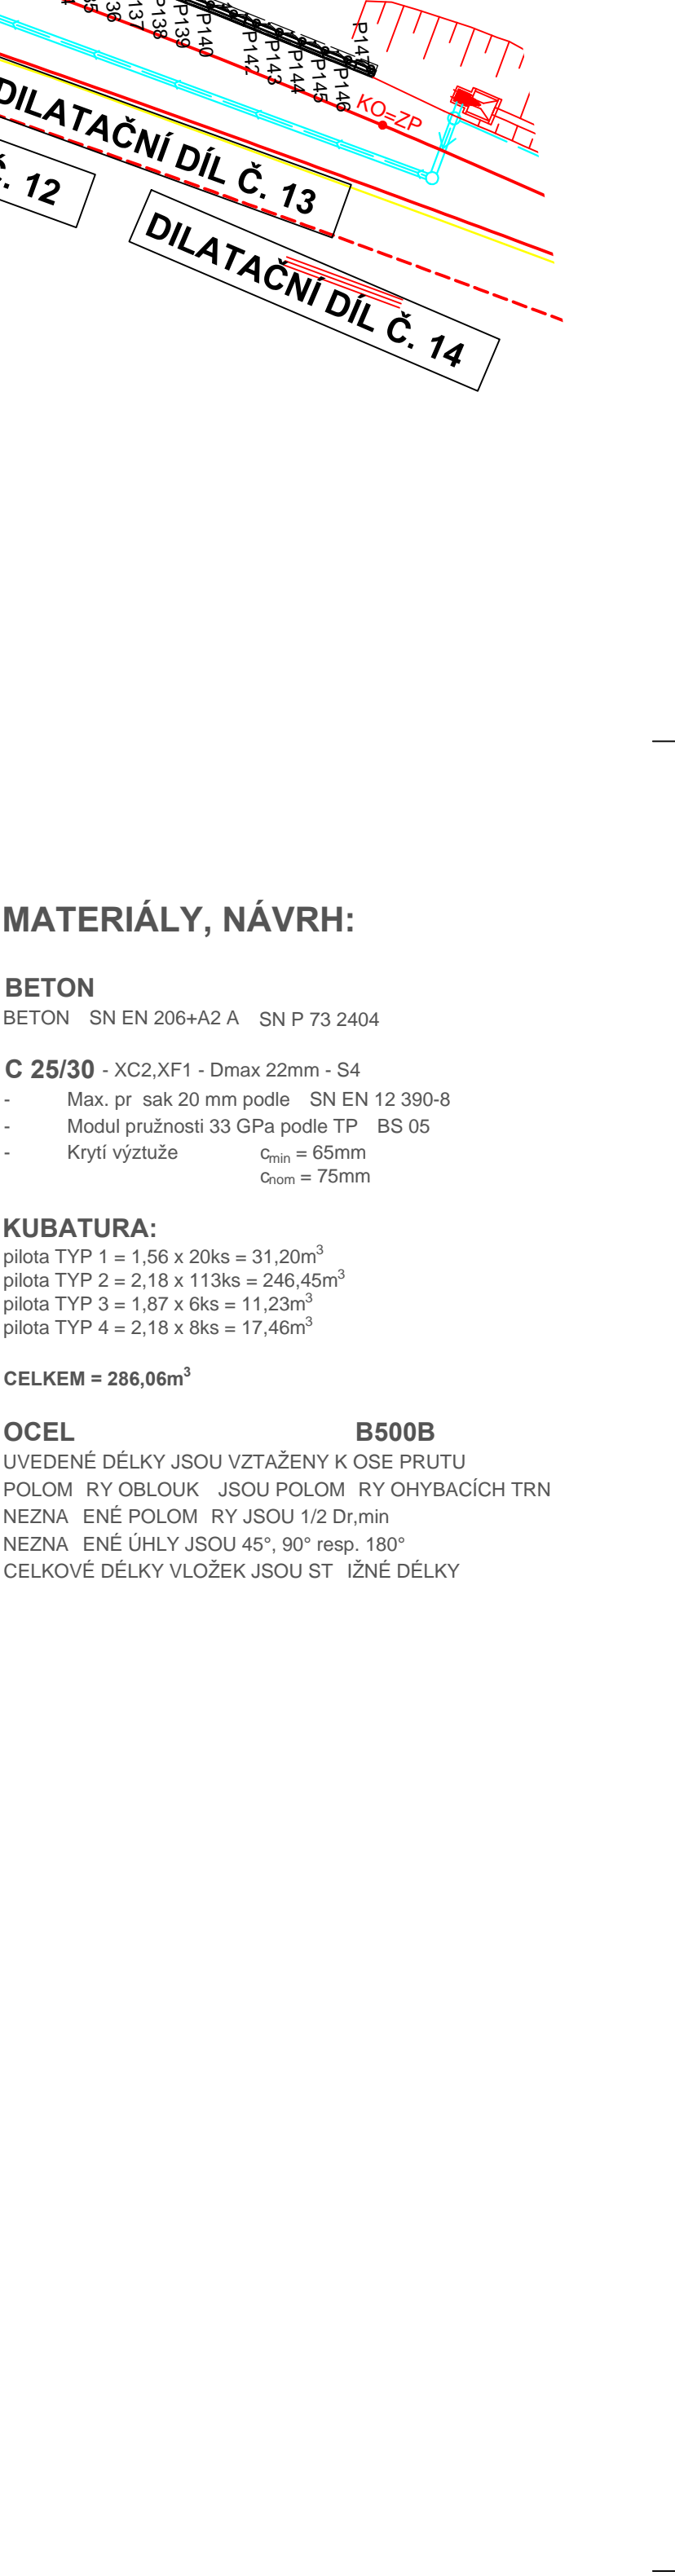 136
137
P138
P139
P140
P142
P143
P144
P145
P146
P147
KO=ZP
DILATAČNÍ DÍL Č. 13
Č. 12
DILATAČNÍ DÍL Č. 14
MATERIÁLY, NÁVRH:
BETON
BETON SN EN 206+A2 A SN P 73 2404
C 25/30 - XC2,XF1 - Dmax 22mm - S4
- Max. pr sak 20 mm podle SN EN 12 390-8
- Modul pružnosti 33 GPa podle TP BS 05
- Krytí výztuže cmin = 65mm
cnom = 75mm
KUBATURA:
pilota TYP 1 = 1,56 x 20ks = 31,20m³
pilota TYP 2 = 2,18 x 113ks = 246,45m³
pilota TYP 3 = 1,87 x 6ks = 11,23m³
pilota TYP 4 = 2,18 x 8ks = 17,46m³
CELKEM = 286,06m³
OCEL B500B
UVEDENÉ DÉLKY JSOU VZTAŽENY K OSE PRUTU
POLOM RY OBLOUK JSOU POLOM RY OHYBACÍCH TRN
NEZNA ENÉ POLOM RY JSOU 1/2 Dr,min
NEZNA ENÉ ÚHLY JSOU 45°, 90° resp. 180°
CELKOVÉ DÉLKY VLOŽEK JSOU ST IŽNÉ DÉLKY